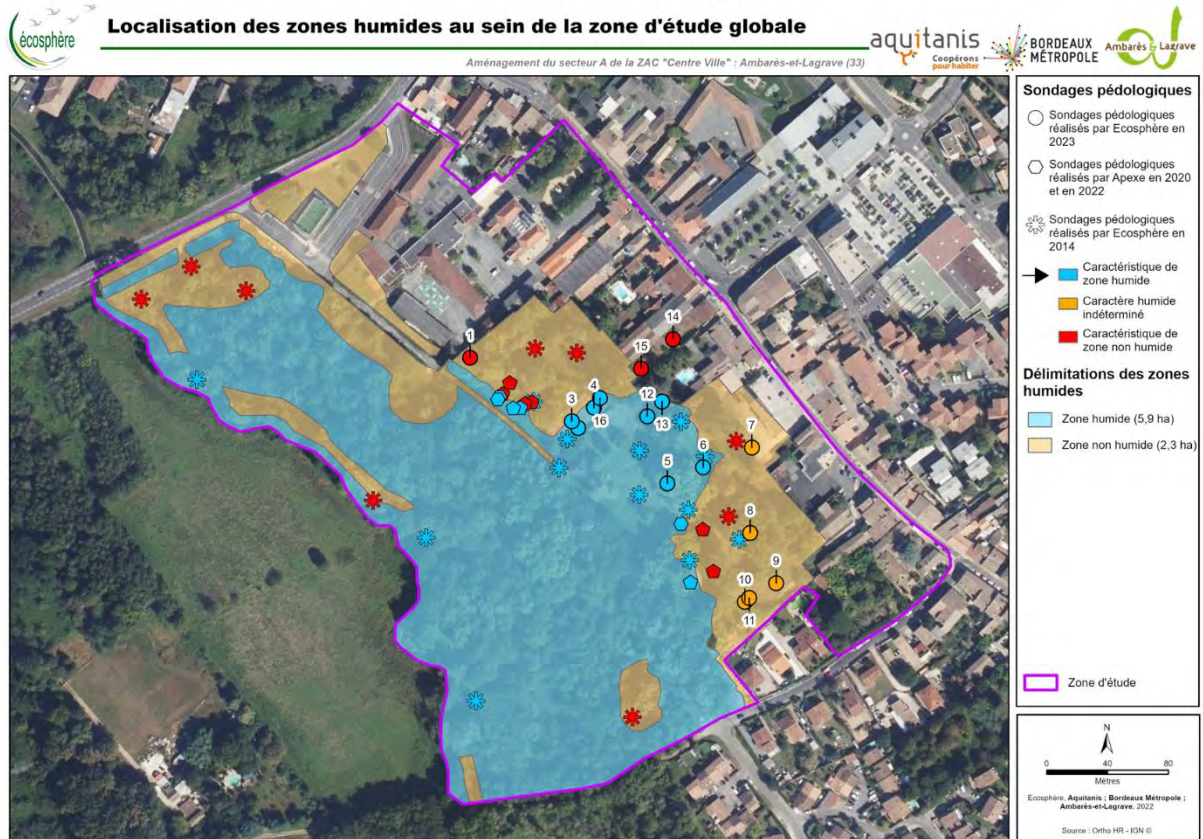 écosphère
Localisation des zones humides au sein de la zone d'étude globale
Aménagement du secteur A de la ZAC "Centre Ville" : Ambarès-et-Lagrave (33)
aquitanis
Coopérons
pour habiter
BORDEAUX
MÉTROPOLE
Ambarès & Lagrave
1
14
15
4
3
16
12
13
7
6
5
8
9
10
11
Sondages pédologiques
Sondages pédologiques
réalisés par Ecosphère en
2023
Sondages pédologiques
réalisés par Apexe en 2020
et en 2022
Sondages pédologiques
réalisés par Ecosphère en
2014
Caractéristique de
zone humide
Caractère humide
indéterminé
Caractéristique de
zone non humide
Délimitations des zones
humides
Zone humide (5,9 ha)
Zone non humide (2,3 ha)
Zone d'étude
N
0 40 80
Mètres
Ecosphère, Aquitanis ; Bordeaux Métropole ;
Ambarès-et-Lagrave, 2022
Source : Ortho HR - IGN ©